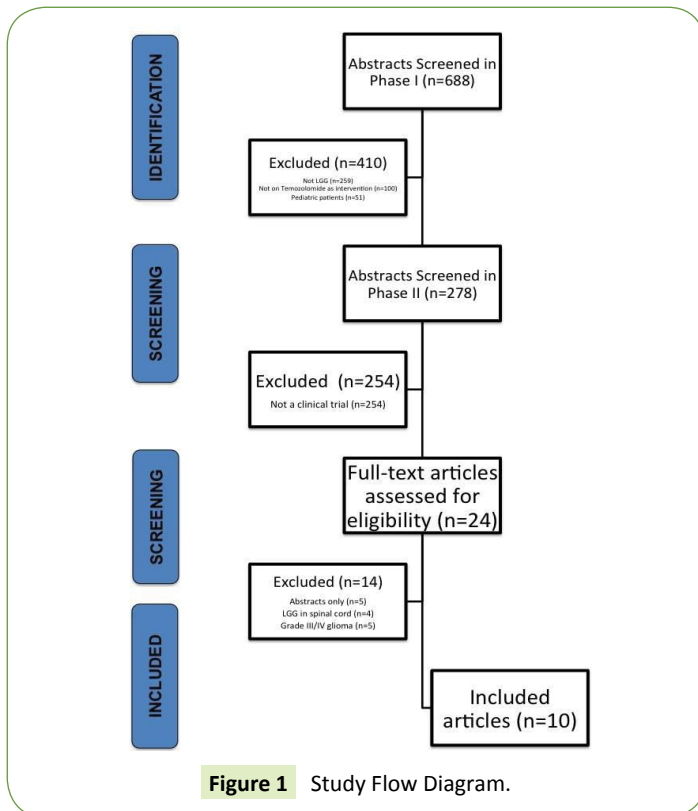 IDENTIFICATION
Abstracts Screened in
Phase I (n=688)
Excluded (n=410)
Not LGG (n=259)
Not on Temozolomide as intervention (n=100)
Pediatric patients (n=51)
SCREENING
Abstracts Screened in
Phase II (n=278)
Excluded (n=254)
Not a clinical trial (n=254)
SCREENING
Full-text articles
assessed for
eligibility (n=24)
Excluded (n=14)
Abstracts only (n=5)
LGG in spinal cord (n=4)
Grade III/IV glioma (n=5)
INCLUDED
Included
articles (n=10)
Figure 1 Study Flow Diagram.